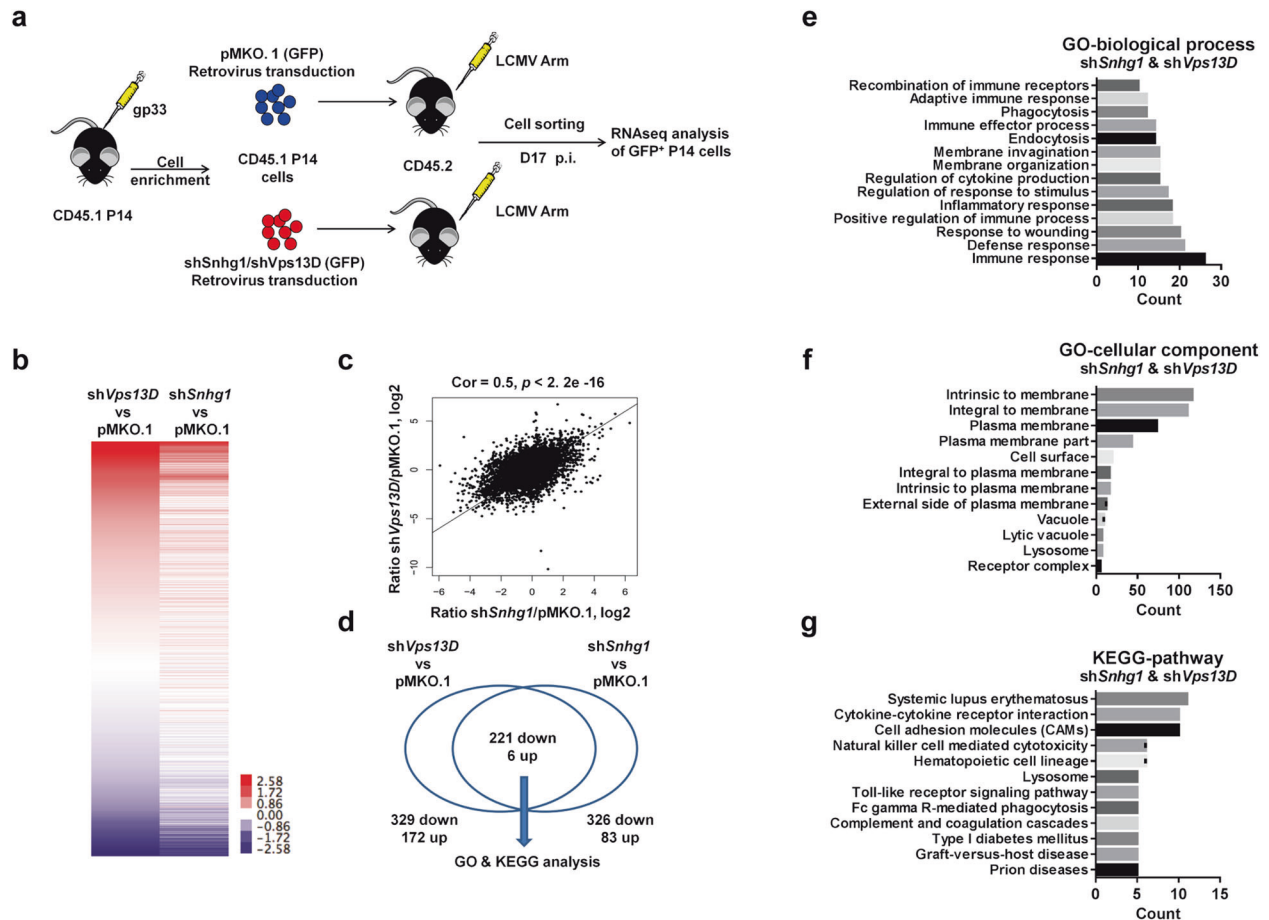 a
pMKO. 1 (GFP)
Retrovirus transduction
gp33
LCMV Arm
Cell
enrichment
CD45.1 P14
cells
CD45.2
Cell sorting
D17 p.i.
RNAseq analysis
of GFP+ P14 cells
CD45.1 P14
LCMV Arm
shSnhg1/shVps13D (GFP)
Retrovirus transduction
b
shVps13D
vs
pMKO.1
shSnhg1
vs
pMKO.1
2.58
1.72
0.86
0.00
−0.86
−1.72
−2.58
c
Cor = 0.5, p < 2. 2e -16
Ratio shVps13D/pMKO.1, log2
5
0
−5
−10
−6 −4 −2 0 2 4 6
Ratio shSnhg1/pMKO.1, log2
d
shVps13D
vs
pMKO.1
shSnhg1
vs
pMKO.1
221 down
6 up
329 down
172 up
326 down
83 up
GO & KEGG analysis
e
GO-biological process
shSnhg1 & shVps13D
Recombination of immune receptors
Adaptive immune response
Phagocytosis
Immune effector process
Endocytosis
Membrane invagination
Membrane organization
Regulation of cytokine production
Regulation of response to stimulus
Inflammatory response
Positive regulation of immune process
Response to wounding
Defense response
Immune response
0 10 20 30
Count
f
GO-cellular component
shSnhg1 & shVps13D
Intrinsic to membrane
Integral to membrane
Plasma membrane
Plasma membrane part
Cell surface
Integral to plasma membrane
Intrinsic to plasma membrane
External side of plasma membrane
Vacuole
Lytic vacuole
Lysosome
Receptor complex
0 50 100 150
Count
g
KEGG-pathway
shSnhg1 & shVps13D
Systemic lupus erythematosus
Cytokine-cytokine receptor interaction
Cell adhesion molecules (CAMs)
Natural killer cell mediated cytotoxicity
Hematopoietic cell lineage
Lysosome
Toll-like receptor signaling pathway
Fc gamma R-mediated phagocytosis
Complement and coagulation cascades
Type I diabetes mellitus
Graft-versus-host disease
Prion diseases
0 5 10 15
Count